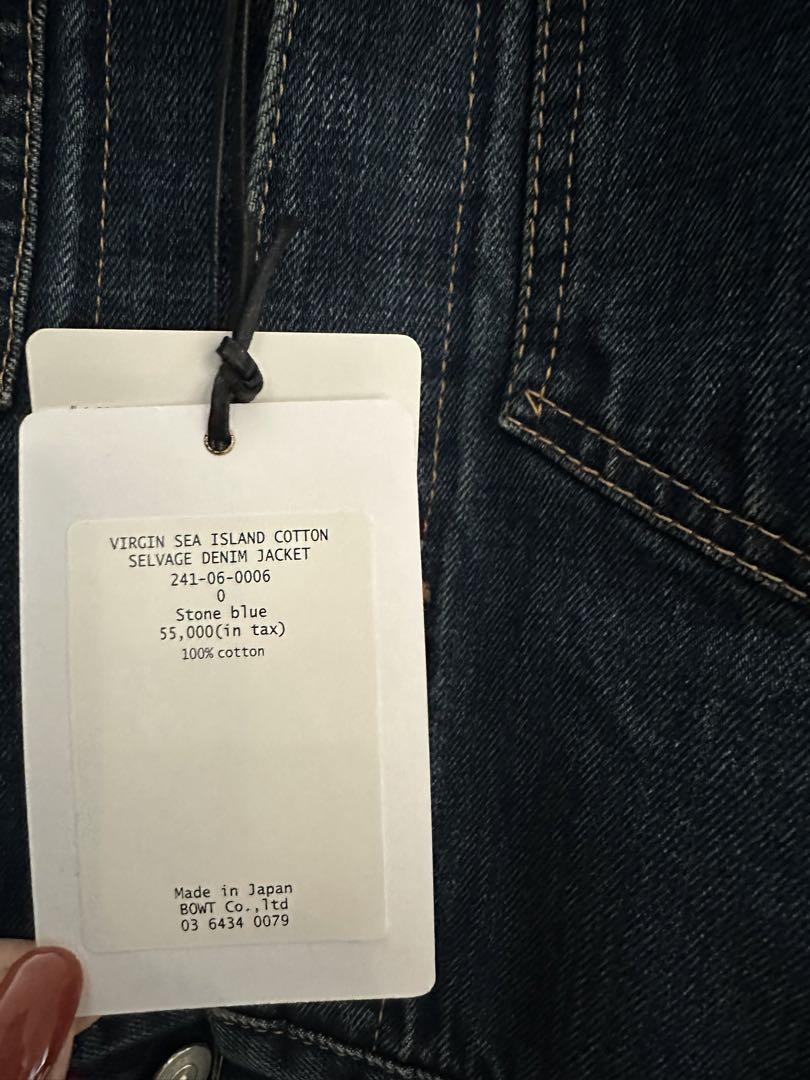 VIRGIN SEA ISLAND COTTON
SELVAGE DENIM JACKET
241-06-0006
0
Stone blue
55,000(in tax)
100% cotton
Made in Japan
BOWT Co.,ltd
03 6434 0079